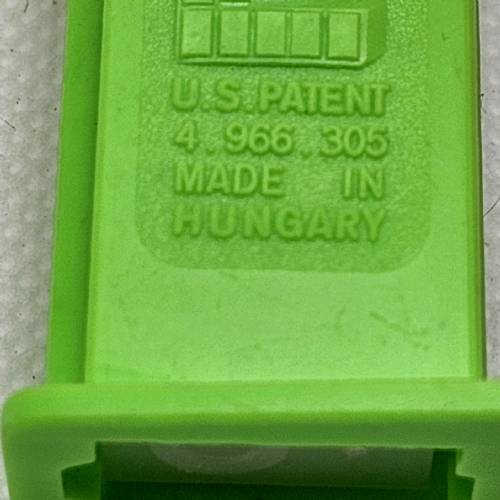 U.S. PATENT
4.966.305
MADE IN
HUNGARY